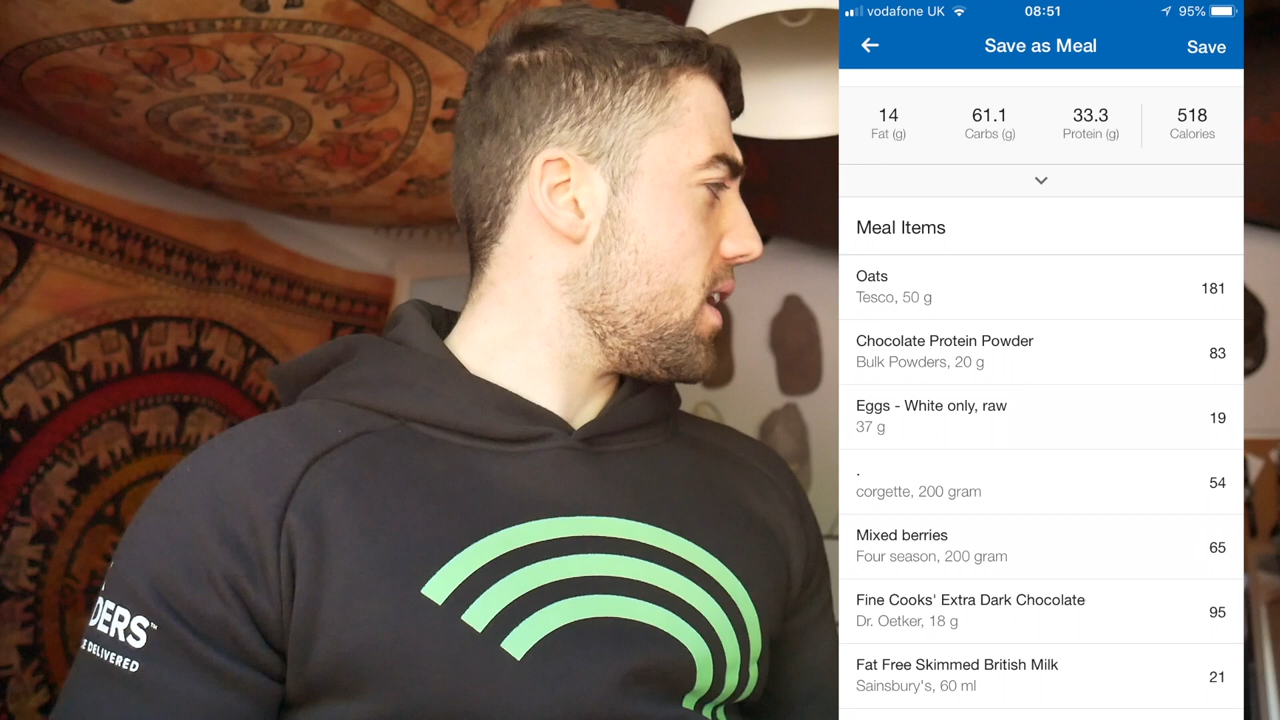 DERS™
E DELIVERED
vodafone UK
08:51
95%
Save as Meal
Save
14
Fat (g)
61.1
Carbs (g)
33.3
Protein (g)
518
Calories
Meal Items
Oats
Tesco, 50 g
181
Chocolate Protein Powder
Bulk Powders, 20 g
83
Eggs - White only, raw
37 g
19
.
corgette, 200 gram
54
Mixed berries
Four season, 200 gram
65
Fine Cooks' Extra Dark Chocolate
Dr. Oetker, 18 g
95
Fat Free Skimmed British Milk
Sainsbury's, 60 ml
21